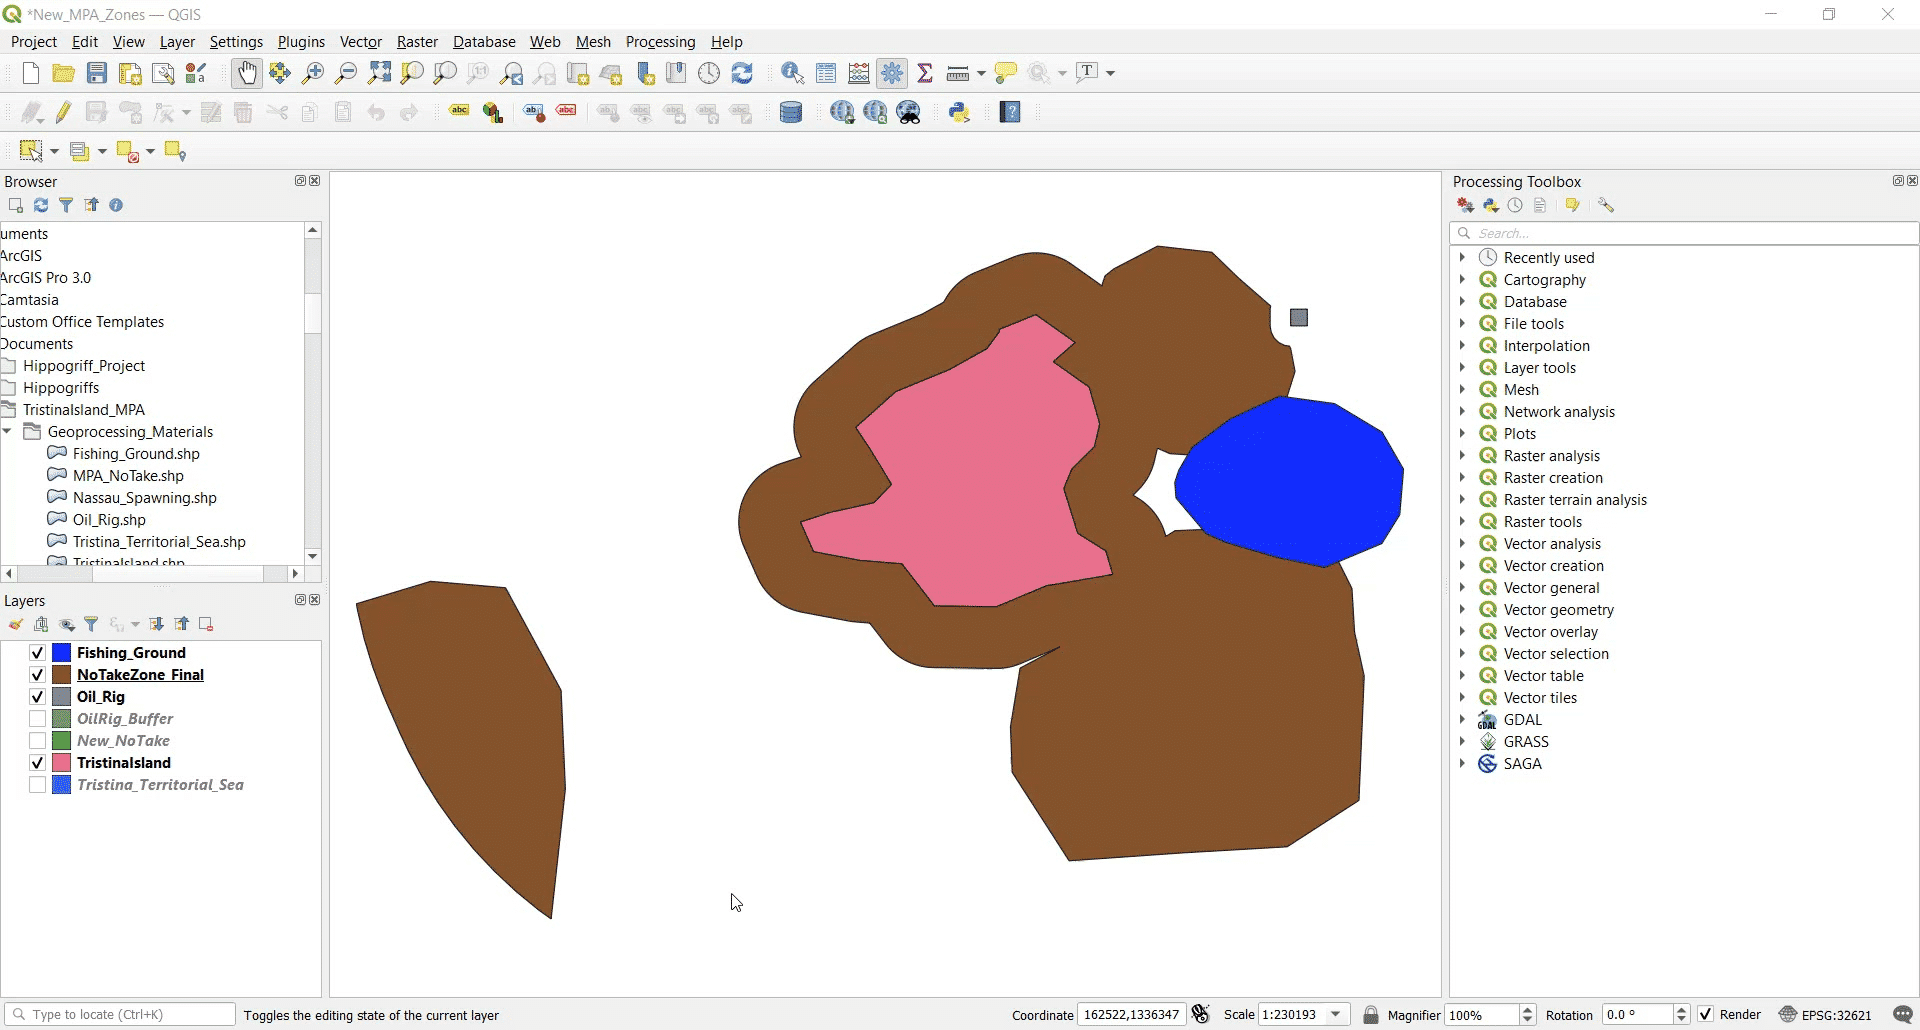 *New_MPA_Zones — QGIS
Project Edit View Layer Settings Plugins Vector Raster Database Web Mesh Processing Help
Browser
uments
ArcGIS
ArcGIS Pro 3.0
Camtasia
Custom Office Templates
Documents
Hippogriff_Project
Hippogriffs
TristinaIsland_MPA
Geoprocessing_Materials
Fishing_Ground.shp
MPA_NoTake.shp
Nassau_Spawning.shp
Oil_Rig.shp
Tristina_Territorial_Sea.shp
TristinaIsland.shp
Layers
Fishing_Ground
NoTakeZone_Final
Oil_Rig
OilRig_Buffer
New_NoTake
TristinaIsland
Tristina_Territorial_Sea
Processing Toolbox
Search...
Recently used
Cartography
Database
File tools
Interpolation
Layer tools
Mesh
Network analysis
Plots
Raster analysis
Raster creation
Raster terrain analysis
Raster tools
Vector analysis
Vector creation
Vector general
Vector geometry
Vector overlay
Vector selection
Vector table
Vector tiles
GDAL
GRASS
SAGA
Type to locate (Ctrl+K) Toggles the editing state of the current layer Coordinate 162522,1336347 Scale 1:230193 Magnifier 100% Rotation 0.0 ° Render EPSG:32621